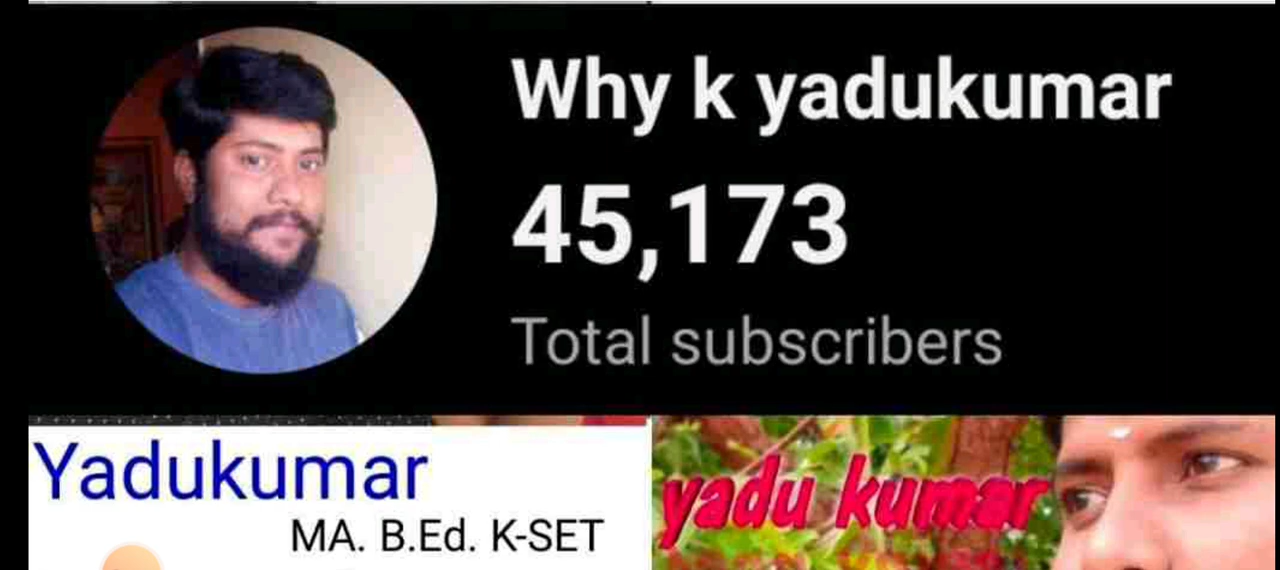 Why k yadukumar
45,173
Total subscribers
Yadukumar
MA. B.Ed. K-SET
yadu kumar